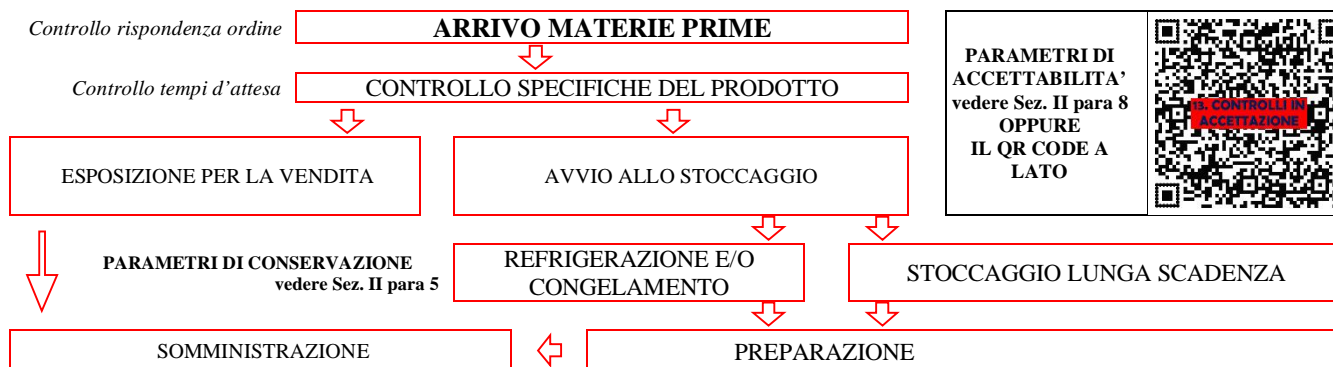 Controllo rispondenza ordine
ARRIVO MATERIE PRIME
Controllo tempi d'attesa
CONTROLLO SPECIFICHE DEL PRODOTTO
PARAMETRI DI
ACCETTABILITA'
vedere Sez. II para 8
OPPURE
IL QR CODE A
LATO
13. CONTROLLI IN
ACCETTAZIONE
ESPOSIZIONE PER LA VENDITA
AVVIO ALLO STOCCAGGIO
PARAMETRI DI CONSERVAZIONE
vedere Sez. II para 5
REFRIGERAZIONE E/O
CONGELAMENTO
STOCCAGGIO LUNGA SCADENZA
SOMMINISTRAZIONE
PREPARAZIONE